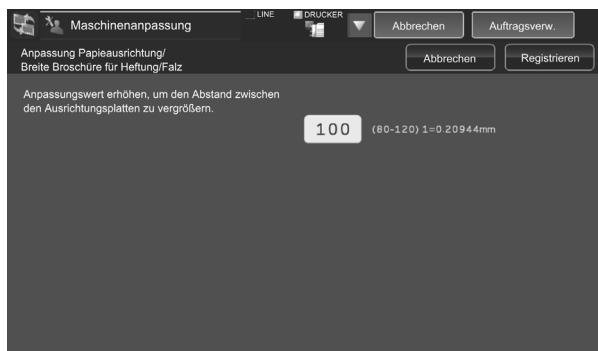 Maschinenanpassung
LINE
DRUCKER
Abbrechen
Auftragsverw.
Anpassung Papieausrichtung/
Breite Broschüre für Heftung/Falz
Abbrechen
Registrieren
Anpassungswert erhöhen, um den Abstand zwischen
den Ausrichtungsplatten zu vergrößern.
100 (80-120) 1=0.20944mm